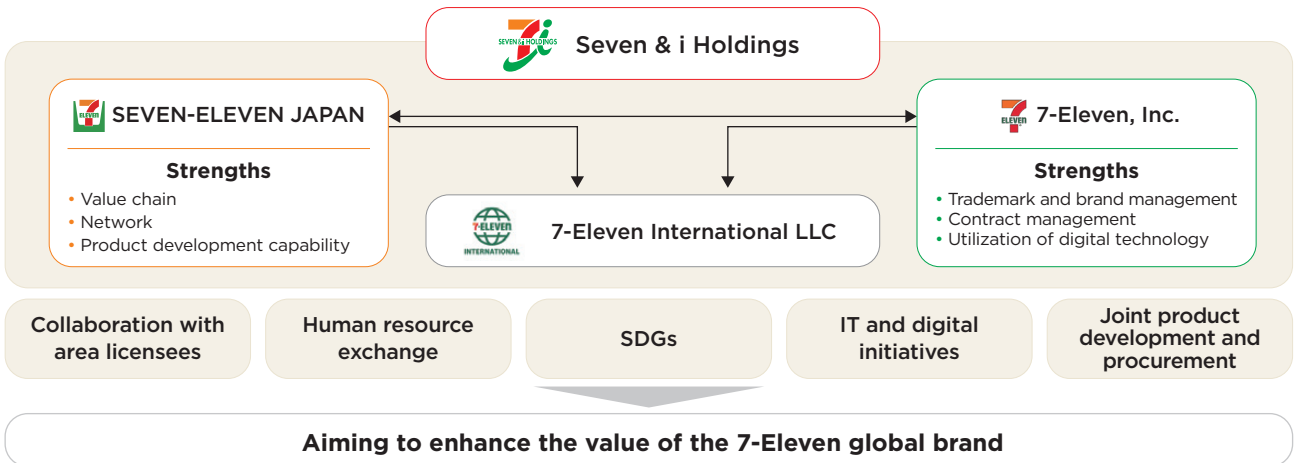 7i
SEVEN & i HOLDINGS
Seven & i Holdings
7
ELEVEN
SEVEN-ELEVEN JAPAN
Strengths
• Value chain
• Network
• Product development capability
7-ELEVEN
INTERNATIONAL
7-Eleven International LLC
7
ELEVEN
7-Eleven, Inc.
Strengths
• Trademark and brand management
• Contract management
• Utilization of digital technology
Collaboration with
area licensees
Human resource
exchange
SDGs
IT and digital
initiatives
Joint product
development and
procurement
Aiming to enhance the value of the 7-Eleven global brand